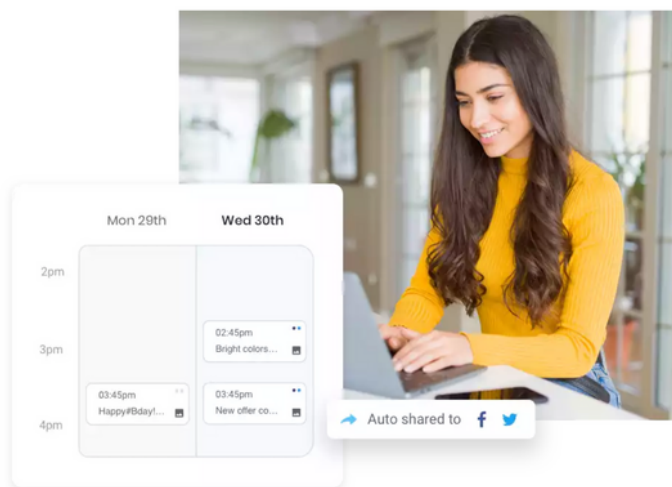 Mon 29th
Wed 30th
2pm
02:45pm
Bright colors...
3pm
03:45pm
Happy#Bday!...
03:45pm
New offer co...
4pm
Auto shared to